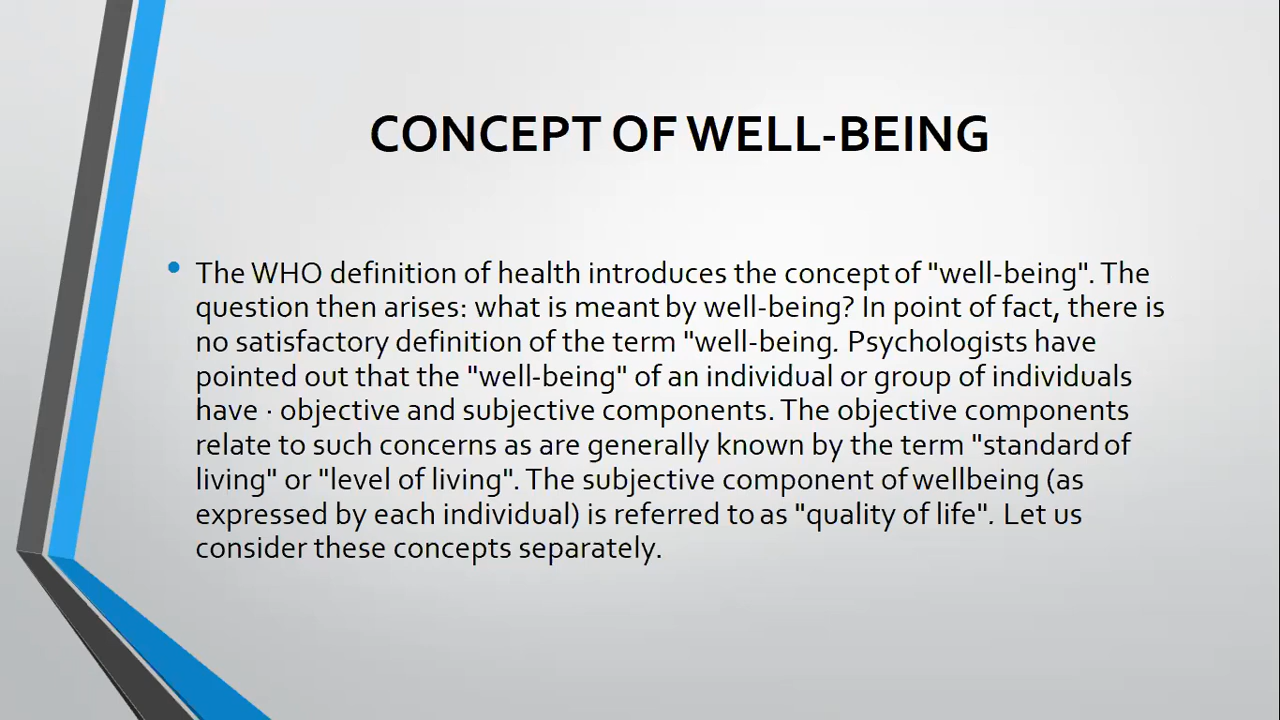 CONCEPT OF WELL-BEING
• The WHO definition of health introduces the concept of "well-being". The
question then arises: what is meant by well-being? In point of fact, there is
no satisfactory definition of the term "well-being. Psychologists have
pointed out that the "well-being" of an individual or group of individuals
have · objective and subjective components. The objective components
relate to such concerns as are generally known by the term "standard of
living" or "level of living". The subjective component of wellbeing (as
expressed by each individual) is referred to as "quality of life". Let us
consider these concepts separately.